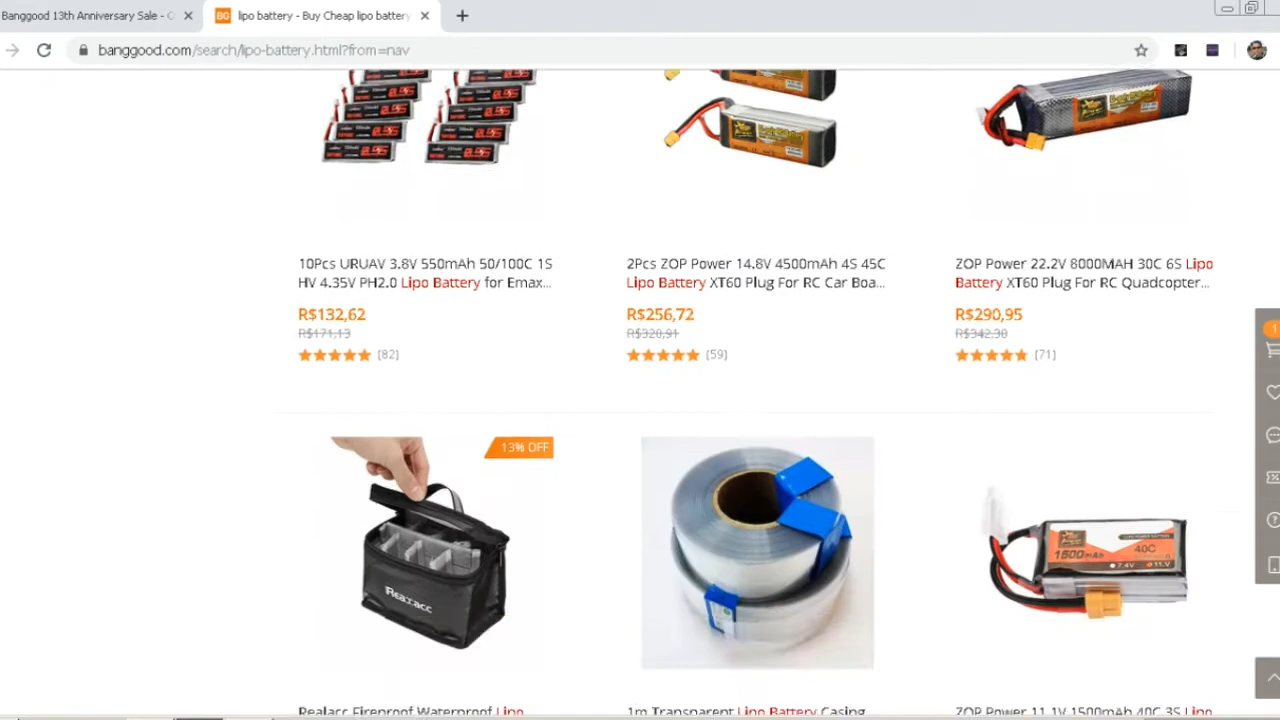 Banggood 13th Anniversary Sale - O
lipo battery - Buy Cheap lipo battery
banggood.com/search/lipo-battery.html?from=nav
10Pcs URUAV 3.8V 550mAh 50/100C 1S
HV 4.35V PH2.0 Lipo Battery for Emax...
R$132,62
R$171,13
(82)
2Pcs ZOP Power 14.8V 4500mAh 4S 45C
Lipo Battery XT60 Plug For RC Car Boa...
R$256,72
R$320,91
(59)
ZOP Power 22.2V 8000MAH 30C 6S Lipo
Battery XT60 Plug For RC Quadcopter...
R$290,95
R$342,30
(71)
1
13% OFF
Realacc
1500mAh
40C
7.4V
11.1V
Realacc Fireproof Waterproof Lipo
1m Transparent Lipo Battery Casing
ZOP Power 11.1V 1500mAh 40C 3S Lipo